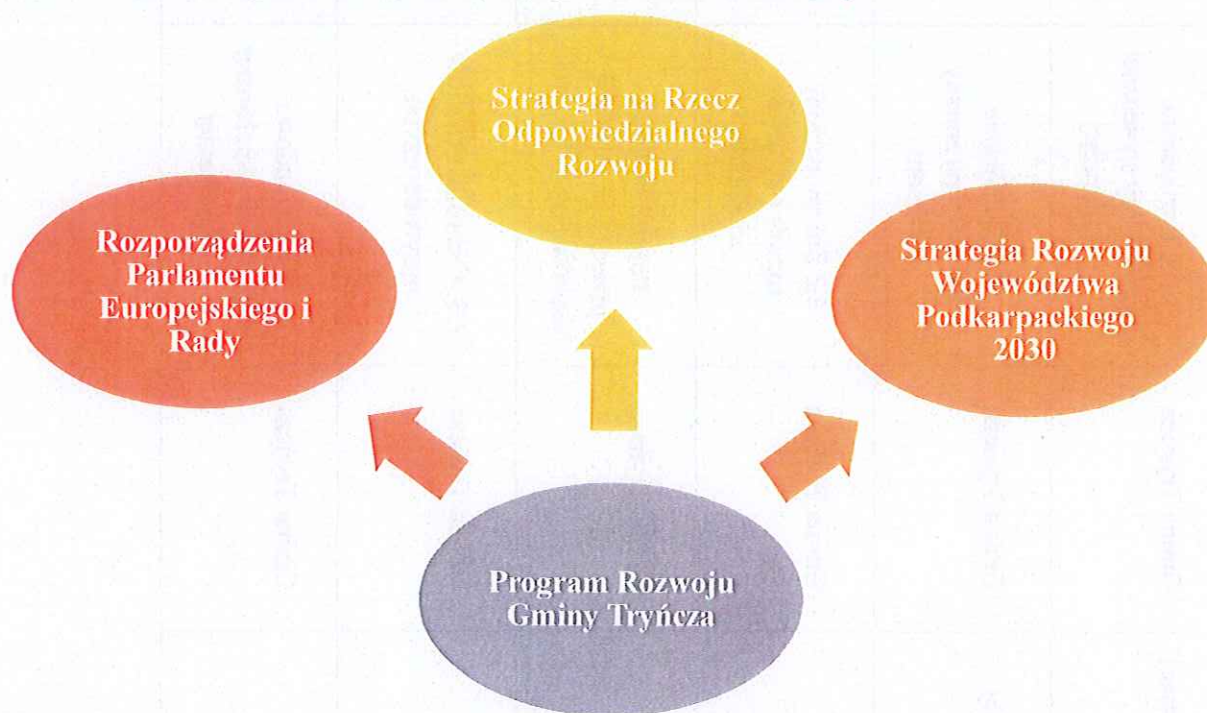 Strategia na Rzecz
Odpowiedzialnego
Rozwoju
Rozporządzenia
Parlamentu
Europejskiego i
Rady
Strategia Rozwoju
Województwa
Podkarpackiego
2030
Program Rozwoju
Gminy Tryńcza